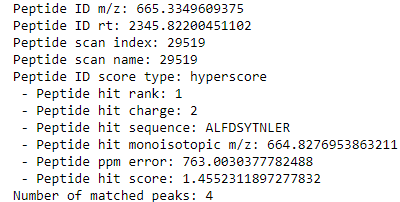 Peptide ID m/z: 665.3349609375
Peptide ID rt: 2345.82200451102
Peptide scan index: 29519
Peptide scan name: 29519
Peptide ID score type: hyperscore
- Peptide hit rank: 1
- Peptide hit charge: 2
- Peptide hit sequence: ALFDSYTNLER
- Peptide hit monoisotopic m/z: 664.8276953863211
- Peptide ppm error: 763.0030377782488
- Peptide hit score: 1.4552311897277832
Number of matched peaks: 4